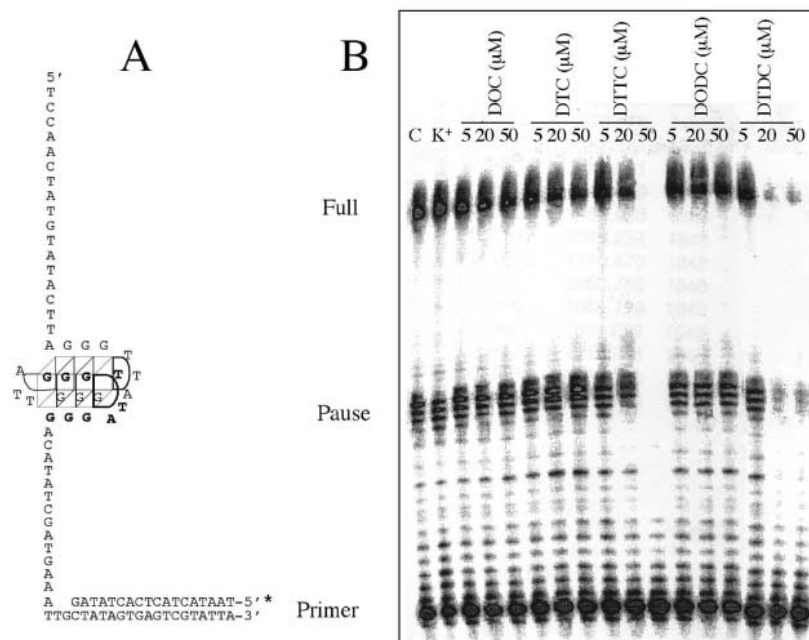 A
B
5’
T
C
C
A
A
C
T
A
T
G
T
A
T
A
C
T
T
A G G G
T
A G G G T T
T T G G G A
T
G G G A
A
C
A
T
A
T
C
G
A
T
G
A
A
A GATATCACTCATCATAAT-5’*
TTGCTATAGTGAGTCGTATTA-3’
DOC (μM)
DTC (μM)
DTTC (μM)
DODC (μM)
DTDC (μM)
C K⁺ 5 20 50 5 20 50 5 20 50 5 20 50 5 20 50
Full
Pause
Primer